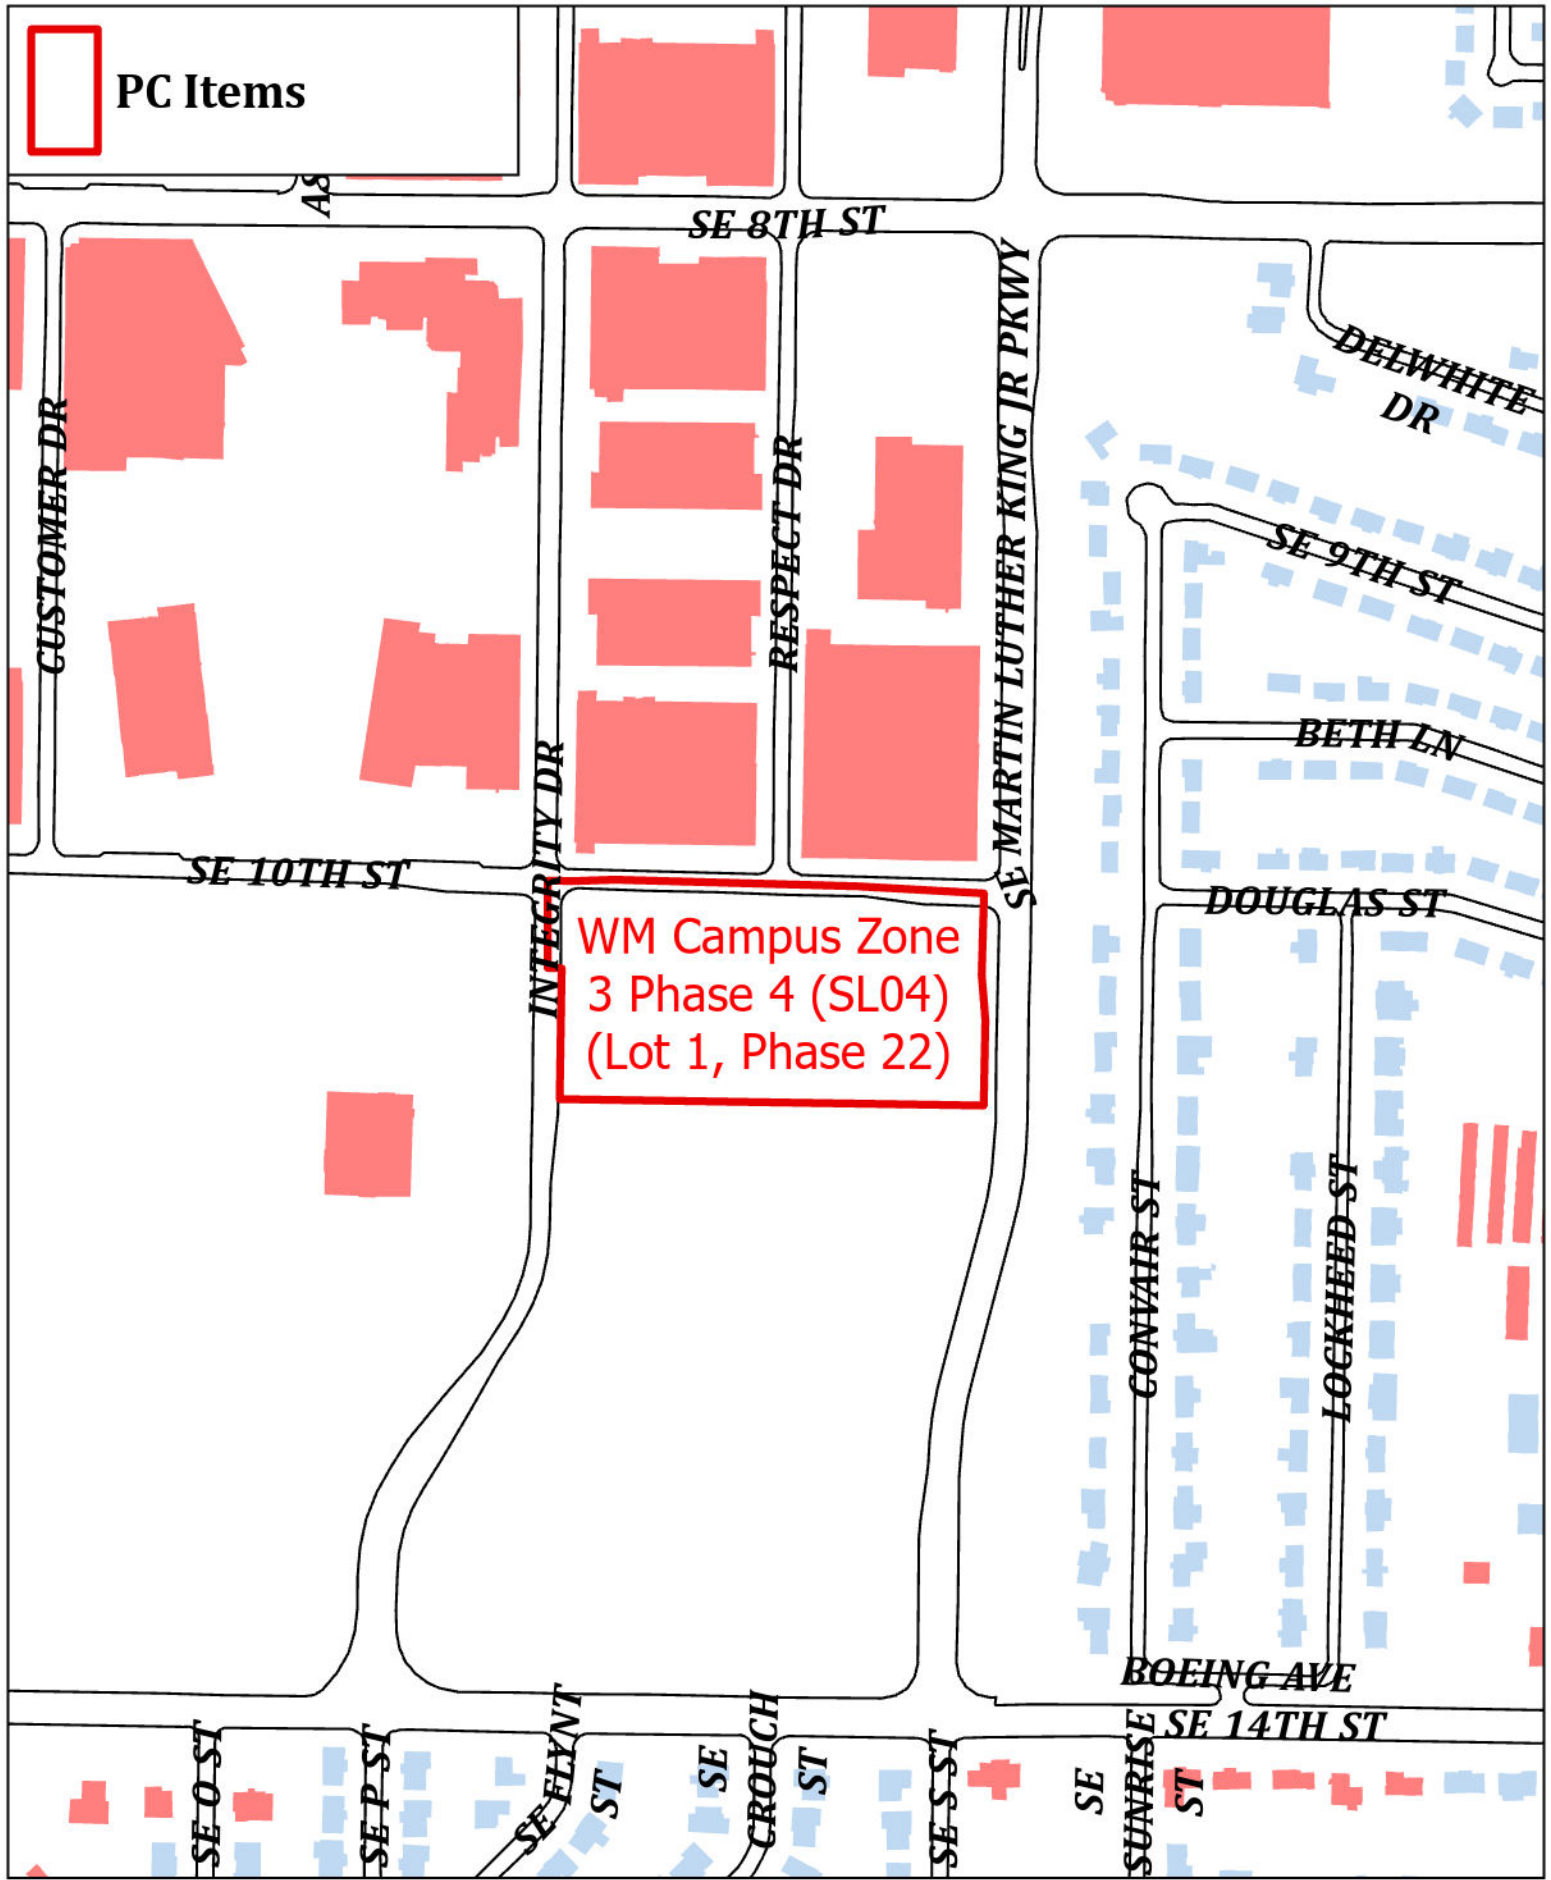 PC Items
AS
SE 8TH ST
SE MARTIN LUTHER KING JR PKWY
DELWHITE
DR
CUSTOMER DR
RESPECT DR
SE 9TH ST
BETH LN
INTEGRITY DR
SE 10TH ST
DOUGLAS ST
WM Campus Zone
3 Phase 4 (SL04)
(Lot 1, Phase 22)
CONVAIR ST
LOCKHEED ST
BOEING AVE
SE 14TH ST
SE O ST
SE P ST
SE FLYNT
ST
SE
CROUCH
ST
SE S ST
SE
SUNRISE
ST